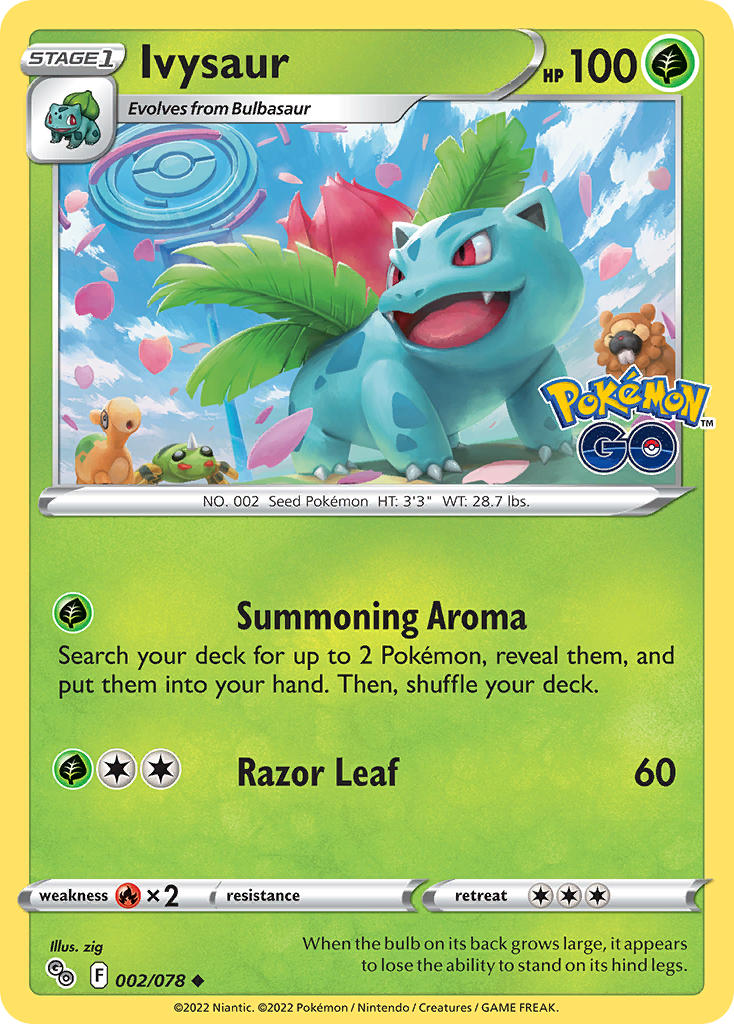 STAGE 1
Ivysaur
HP 100
Evolves from Bulbasaur
POKÉMON™
GO
NO. 002 Seed Pokémon HT: 3'3" WT: 28.7 lbs.
Summoning Aroma
Search your deck for up to 2 Pokémon, reveal them, and
put them into your hand. Then, shuffle your deck.
Razor Leaf 60
weakness ×2 resistance retreat
Illus. zig
When the bulb on its back grows large, it appears
to lose the ability to stand on its hind legs.
GO F 002/078
©2022 Niantic. ©2022 Pokémon / Nintendo / Creatures / GAME FREAK.